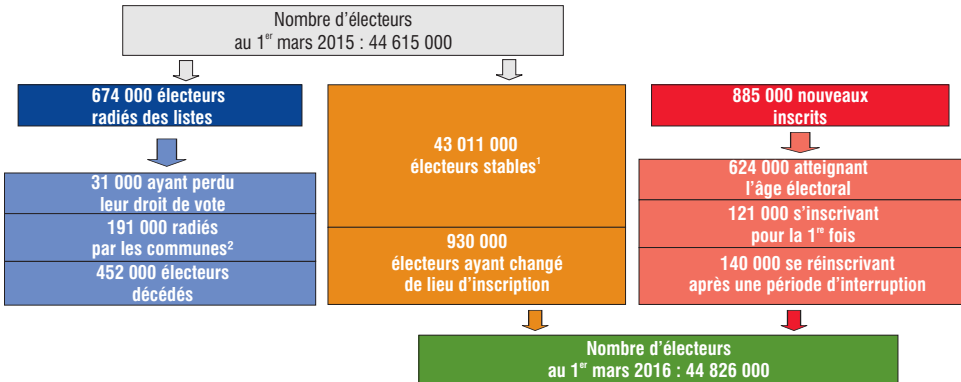 Nombre d'électeurs
au 1er mars 2015 : 44 615 000
674 000 électeurs
radiés des listes
31 000 ayant perdu
leur droit de vote
191 000 radiés
par les communes²
452 000 électeurs
décédés
43 011 000
électeurs stables¹
930 000
électeurs ayant changé
de lieu d'inscription
885 000 nouveaux
inscrits
624 000 atteignant
l'âge électoral
121 000 s'inscrivant
pour la 1re fois
140 000 se réinscrivant
après une période d'interruption
Nombre d'électeurs
au 1er mars 2016 : 44 826 000